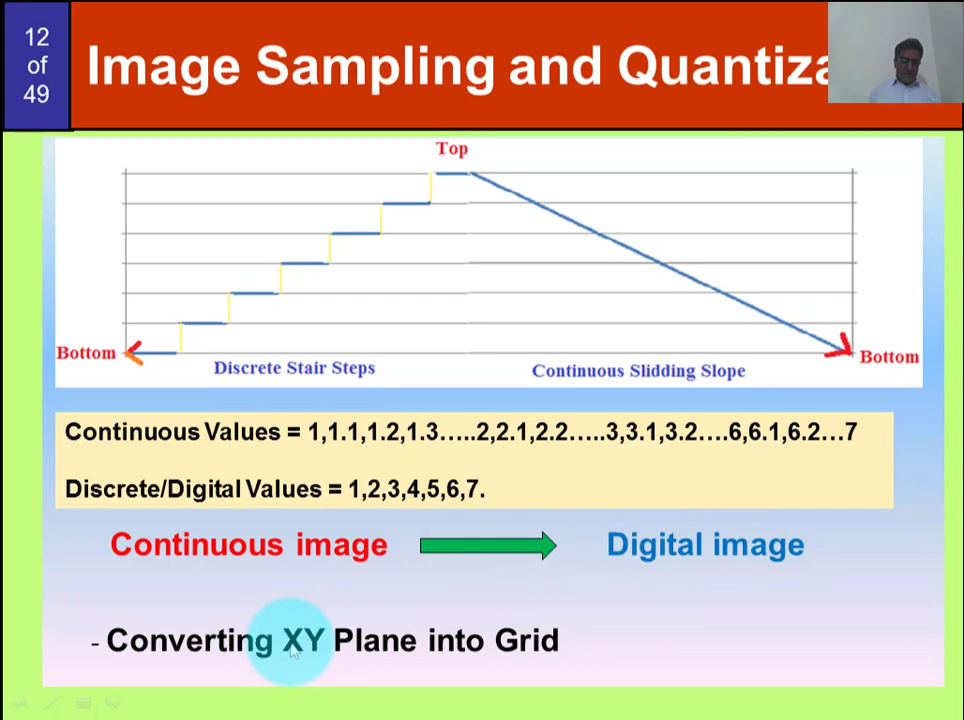 12
of
49
Image Sampling and Quantiza
Top
Bottom
Bottom
Discrete Stair Steps
Continuous Slidding Slope
Continuous Values = 1,1.1,1.2,1.3…..2,2.1,2.2…..3,3.1,3.2….6,6.1,6.2…7
Discrete/Digital Values = 1,2,3,4,5,6,7.
Continuous image
Digital image
- Converting XY Plane into Grid